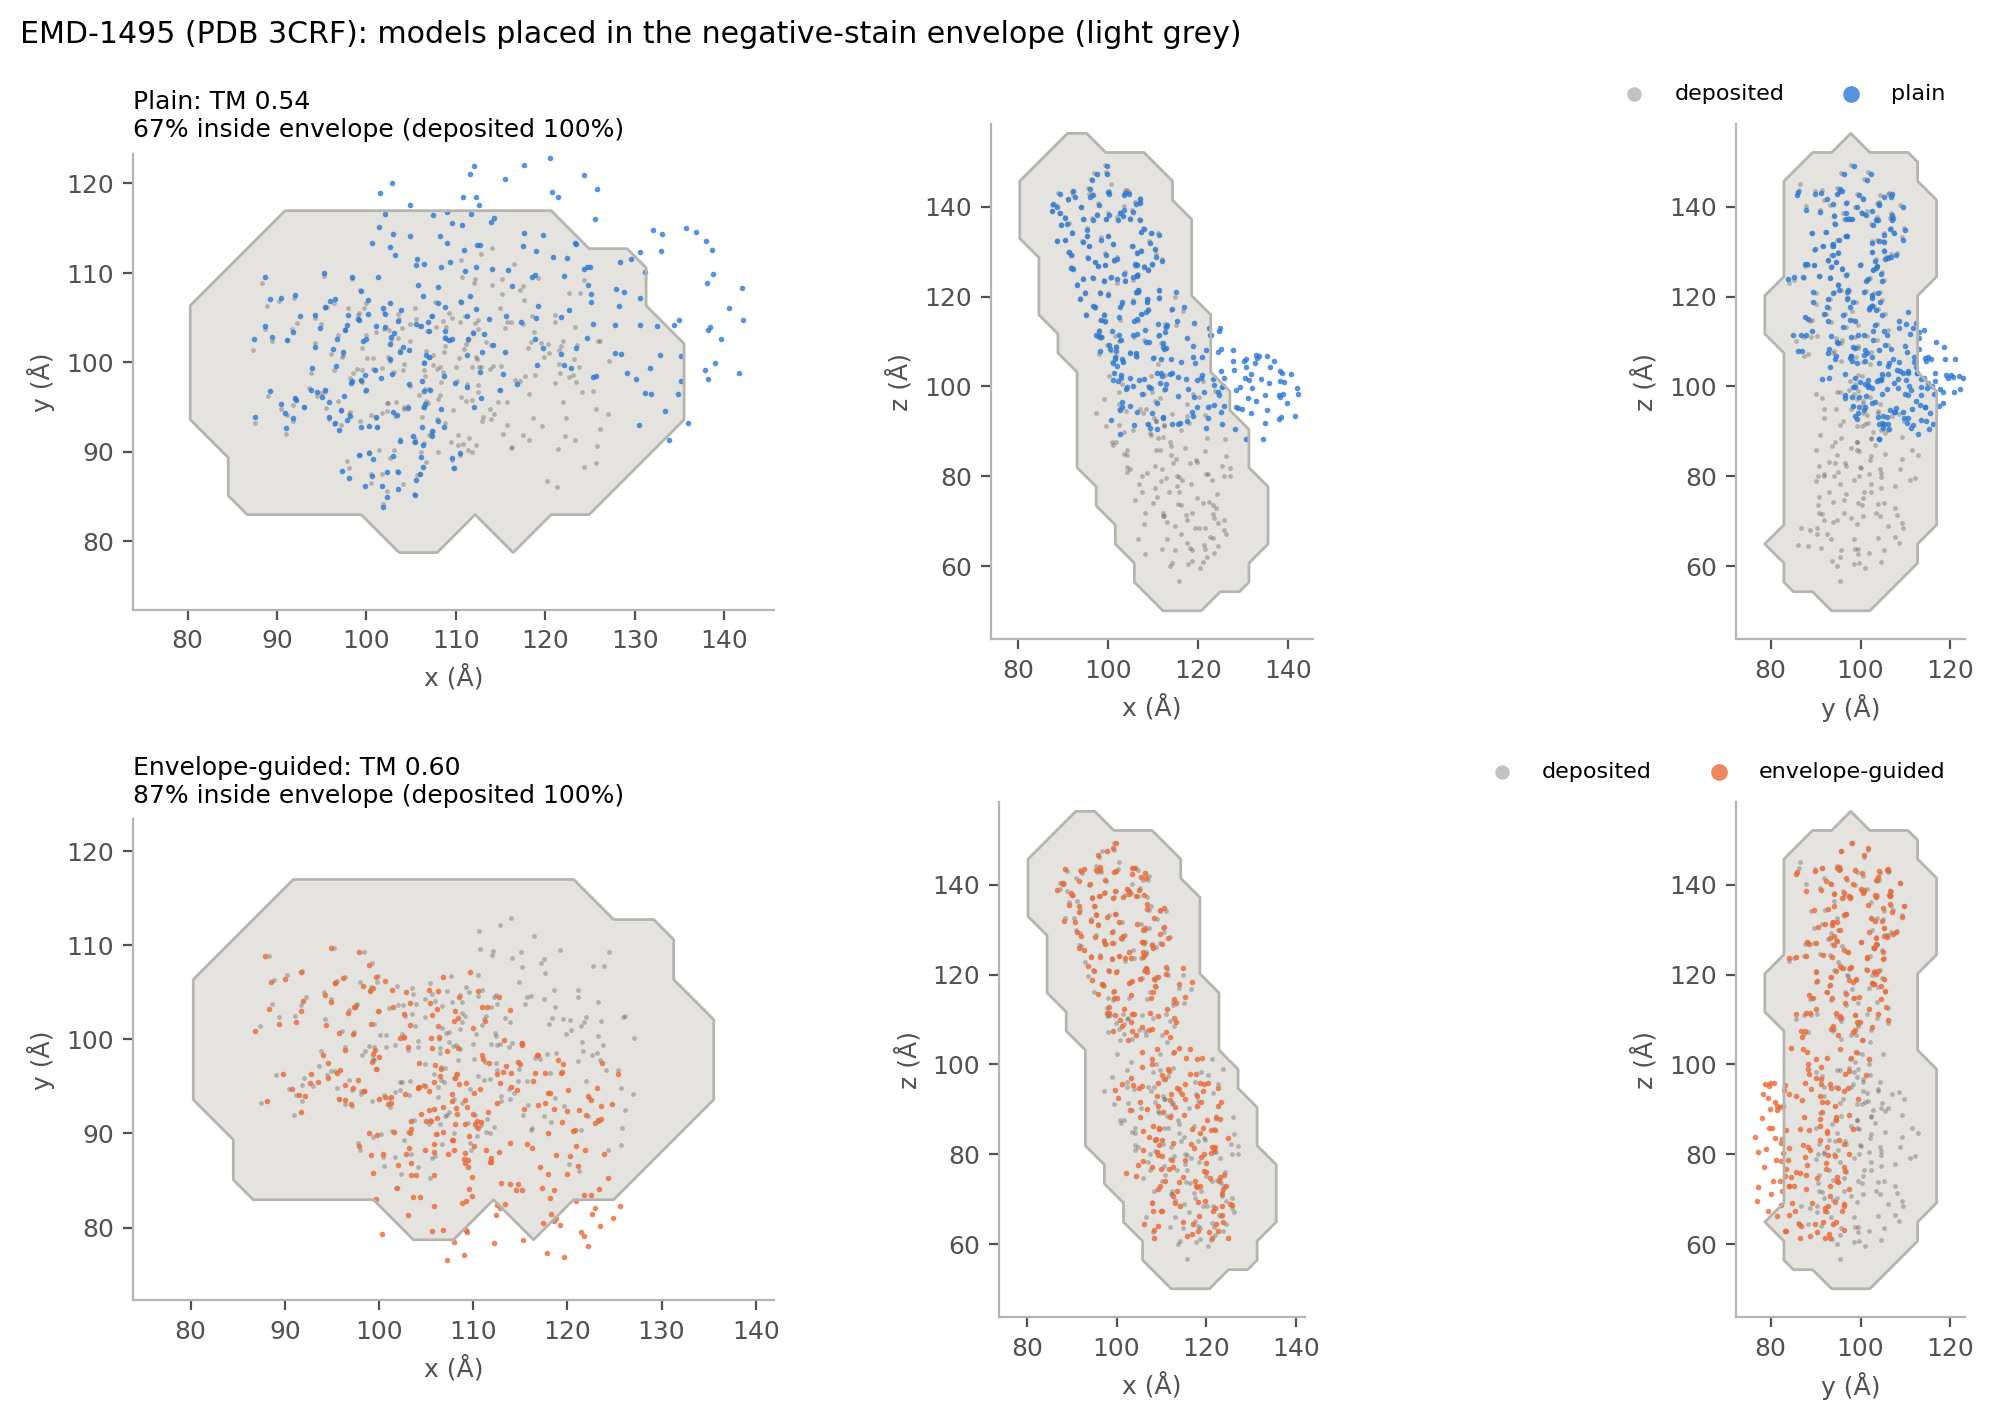 EMD-1495 (PDB 3CRF): models placed in the negative-stain envelope (light grey)
Plain: TM 0.54
67% inside envelope (deposited 100%)
deposited
plain
120
110
100
90
80
y (Å)
80 90 100 110 120 130 140
x (Å)
140
120
100
80
60
z (Å)
80 100 120 140
x (Å)
140
120
100
80
60
z (Å)
80 100 120
y (Å)
Envelope-guided: TM 0.60
87% inside envelope (deposited 100%)
deposited
envelope-guided
120
110
100
90
80
y (Å)
80 90 100 110 120 130 140
x (Å)
140
120
100
80
60
z (Å)
80 100 120 140
x (Å)
140
120
100
80
60
z (Å)
80 100 120
y (Å)